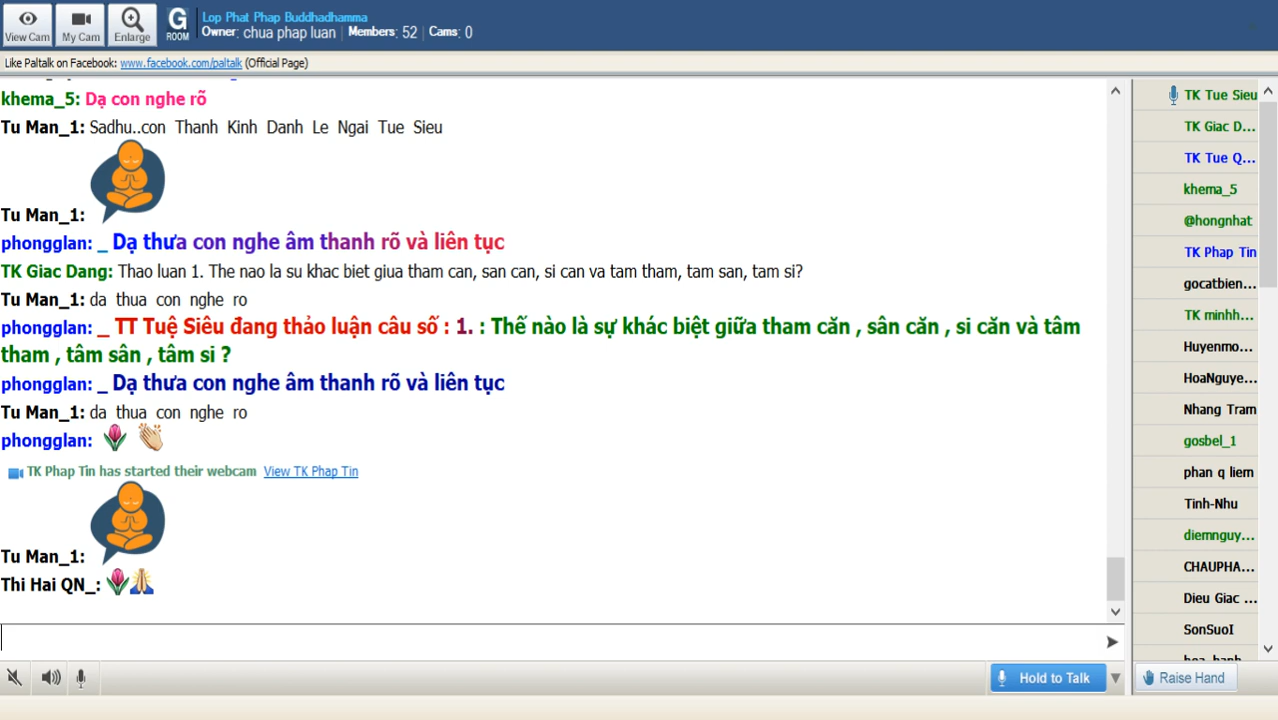 Lop Phat Phap Buddhadhamma
Owner: chua phap luan | Members: 52 | Cams: 0
View Cam
My Cam
Enlarge
G
ROOM
Like Paltalk on Facebook: www.facebook.com/paltalk (Official Page)
khema_5: Dạ con nghe rõ
Tu Man_1: Sadhu..con Thanh Kinh Danh Le Ngai Tue Sieu
Tu Man_1:
phongglan: _ Dạ thưa con nghe âm thanh rõ và liên tục
TK Giac Dang: Thao luan 1. The nao la su khac biet giua tham can, san can, si can va tam tham, tam san, tam si?
Tu Man_1: da thua con nghe ro
phongglan: _ TT Tuệ Siêu đang thảo luận câu số : 1. : Thế nào là sự khác biệt giữa tham căn , sân căn , si căn và tâm
tham , tâm sân , tâm si ?
phongglan: _ Dạ thưa con nghe âm thanh rõ và liên tục
Tu Man_1: da thua con nghe ro
phongglan:
TK Phap Tin has started their webcam View TK Phap Tin
Tu Man_1:
Thi Hai QN_:
TK Tue Sieu
TK Giac D...
TK Tue Q...
khema_5
@hongnhat
TK Phap Tin
gocatbien...
TK minhh...
Huyenmo...
HoaNguye...
Nhang Tram
gosbel_1
phan q liem
Tinh-Nhu
diemnguy...
CHAUPHA...
Dieu Giac ...
SonSuoI
Hold to Talk
Raise Hand